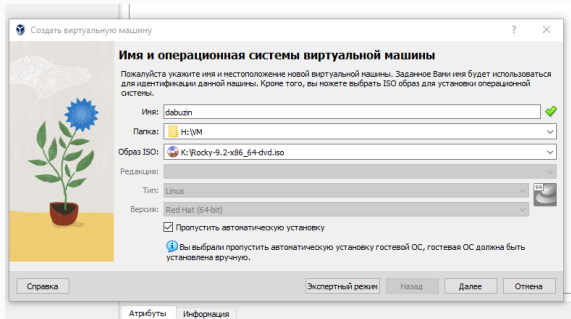 Создать виртуальную машину
Имя и операционная системы виртуальной машины
Пожалуйста укажите имя и местоположение новой виртуальной машины. Заданное Вами имя будет использоваться
для идентификации данной машины. Кроме того, вы можете выбрать ISO образ для установки операционной
системы.
Имя: dabuzin
Папка: H:\VM
Образ ISO: K:\Rocky-9.2-x86_64-dvd.iso
Редакция:
Тип: Linux
64
Версия: Red Hat (64-bit)
Пропустить автоматическую установку
Вы выбрали пропустить автоматическую установку гостевой ОС, гостевая ОС должна быть
установлена вручную.
Справка Экспертный режим Назад Далее Отмена
Атрибуты Информация